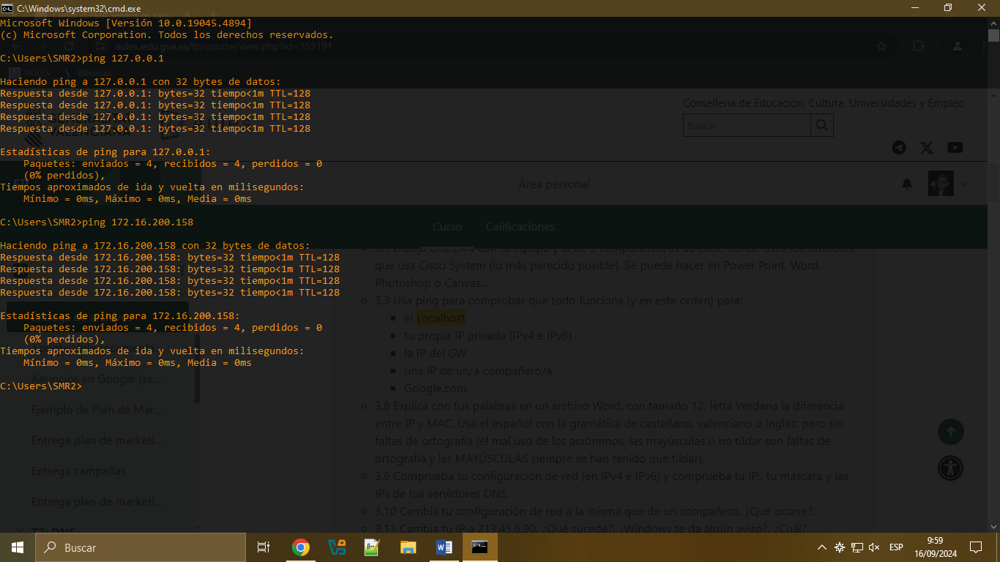 C:\Windows\system32\cmd.exe
Microsoft Windows [Versión 10.0.19045.4894]
(c) Microsoft Corporation. Todos los derechos reservados.
aules.edu.gva.es/fp/course/view.php?id=153191
C:\Users\SMR2>ping 127.0.0.1
AULES
Webmail
Haciendo ping a 127.0.0.1 con 32 bytes de datos:
Respuesta desde 127.0.0.1: bytes=32 tiempo<1m TTL=128
Respuesta desde 127.0.0.1: bytes=32 tiempo<1m TTL=128
Respuesta desde 127.0.0.1: bytes=32 tiempo<1m TTL=128
Respuesta desde 127.0.0.1: bytes=32 tiempo<1m TTL=128
Estadísticas de ping para 127.0.0.1:
Paquetes: enviados = 4, recibidos = 4, perdidos = 0
(0% perdidos),
Tiempos aproximados de ida y vuelta en milisegundos:
Mínimo = 0ms, Máximo = 0ms, Media = 0ms
C:\Users\SMR2>ping 172.16.200.158
Haciendo ping a 172.16.200.158 con 32 bytes de datos:
Respuesta desde 172.16.200.158: bytes=32 tiempo<1m TTL=128
Respuesta desde 172.16.200.158: bytes=32 tiempo<1m TTL=128
Respuesta desde 172.16.200.158: bytes=32 tiempo<1m TTL=128
Respuesta desde 172.16.200.158: bytes=32 tiempo<1m TTL=128
Estadísticas de ping para 172.16.200.158:
Paquetes: enviados = 4, recibidos = 4, perdidos = 0
(0% perdidos),
Tiempos aproximados de ida y vuelta en milisegundos:
Mínimo = 0ms, Máximo = 0ms, Media = 0ms
C:\Users\SMR2>
Conselleria de Educación, Cultura, Universidades y Empleo
Buscar...
GENERALITAT
VALENCIANA
Área personal
Curso
Calificaciones
Anuncios en Google (se...
Ejemplo de Plan de Mar...
Entrega plan de marketi...
Entrega campañas
Entrega plan de marketi...
T2: DNS
3.1 Dibuja una LAN con tu equipo y la de 2 compañeros/as de clase donde uses los símbolos
que usa Cisco System (lo más parecido posible). Se puede hacer en Power Point, Word,
Photoshop o Canvas...
3.3 Usa ping para comprobar que todo funciona (y en este orden) para:
el Localhost
tu propia IP privada (IPv4 e IPv6)
la IP del GW
una IP de un/a compañero/a
Google.com
3.8 Explica con tus palabras en un archivo Word, con tamaño 12, letra Verdana la diferencia
entre IP y MAC. Usa el español con la gramática de castellano, valenciano o inglés; pero sin
faltas de ortografía (el mal uso de los acrónimos, las mayúsculas o no tildar son faltas de
ortografía y las MAYÚSCULAS siempre se han tenido que tildar).
3.9 Comprueba tu configuración de red (en IPv4 e IPv6) y comprueba tu IP,, tu máscara y las
IPs de tus servidores DNS.
3.10 Cambia tu configuración de red a la misma que de un compañero. ¿Qué ocurre?.
3.11 Cambia tu IP a 213.45.6.90. ¿Qué sucede?. ¿Windows te da algún aviso?. ¿Cuál?.
Buscar
ESP
9:59
16/09/2024